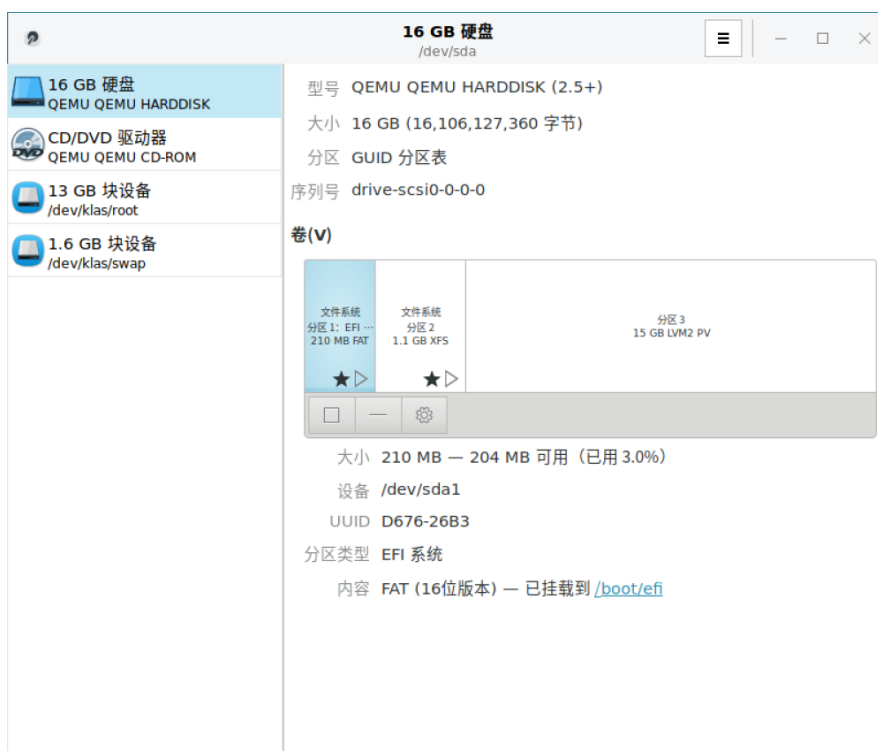 16 GB 硬盘
/dev/sda
16 GB 硬盘
QEMU QEMU HARDDISK
CD/DVD 驱动器
QEMU QEMU CD-ROM
13 GB 块设备
/dev/klas/root
1.6 GB 块设备
/dev/klas/swap
型号 QEMU QEMU HARDDISK (2.5+)
大小 16 GB (16,106,127,360 字节)
分区 GUID 分区表
序列号 drive-scsi0-0-0-0
卷(V)
文件系统
分区 1：EFI ···
210 MB FAT
文件系统
分区 2
1.1 GB XFS
分区 3
15 GB LVM2 PV
大小 210 MB — 204 MB 可用（已用 3.0%）
设备 /dev/sda1
UUID D676-26B3
分区类型 EFI 系统
内容 FAT (16位版本) — 已挂载到 /boot/efi